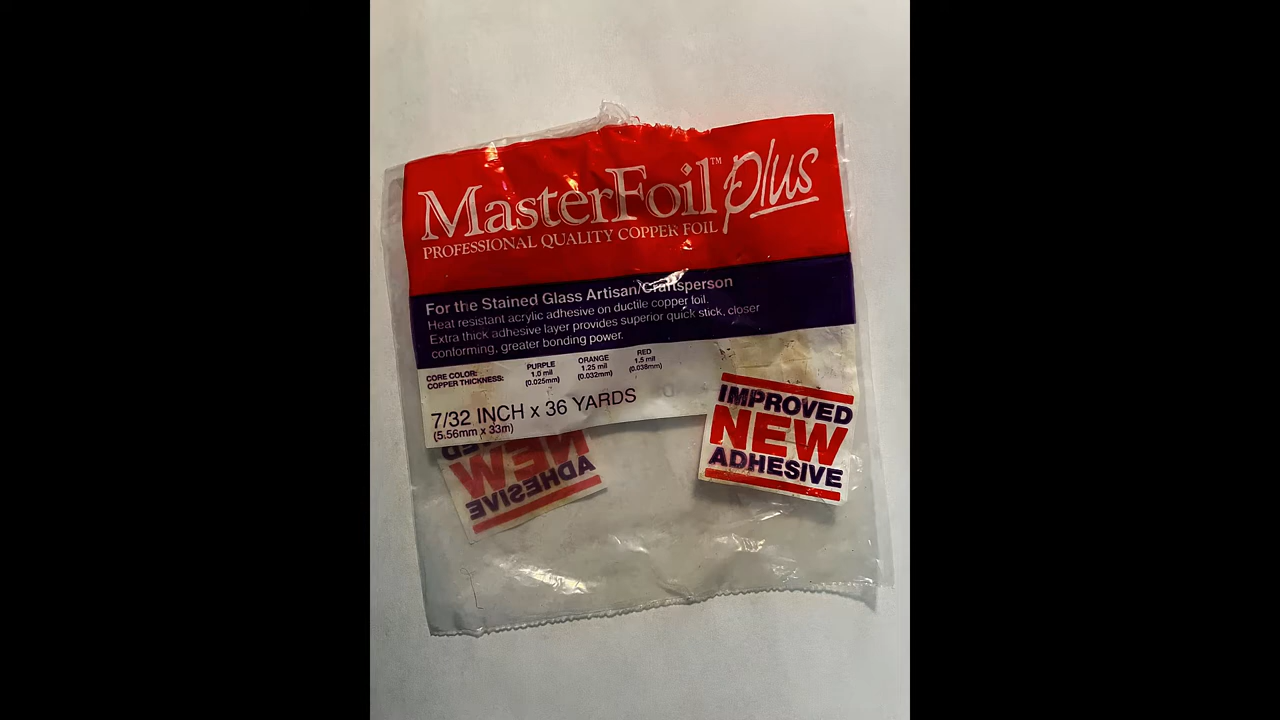 MasterFoil™ plus
PROFESSIONAL QUALITY COPPER FOIL
For the Stained Glass Artisan/Craftsperson
Heat resistant acrylic adhesive on ductile copper foil.
Extra thick adhesive layer provides superior quick stick, closer
conforming, greater bonding power.
CORE COLOR: PURPLE ORANGE RED
COPPER THICKNESS: 1.0 mil 1.25 mil 1.5 mil
(0.025mm) (0.032mm) (0.038mm)
7/32 INCH x 36 YARDS
(5.56mm x 33m)
IMPROVED
NEW
ADHESIVE
NEW
ADHESIVE